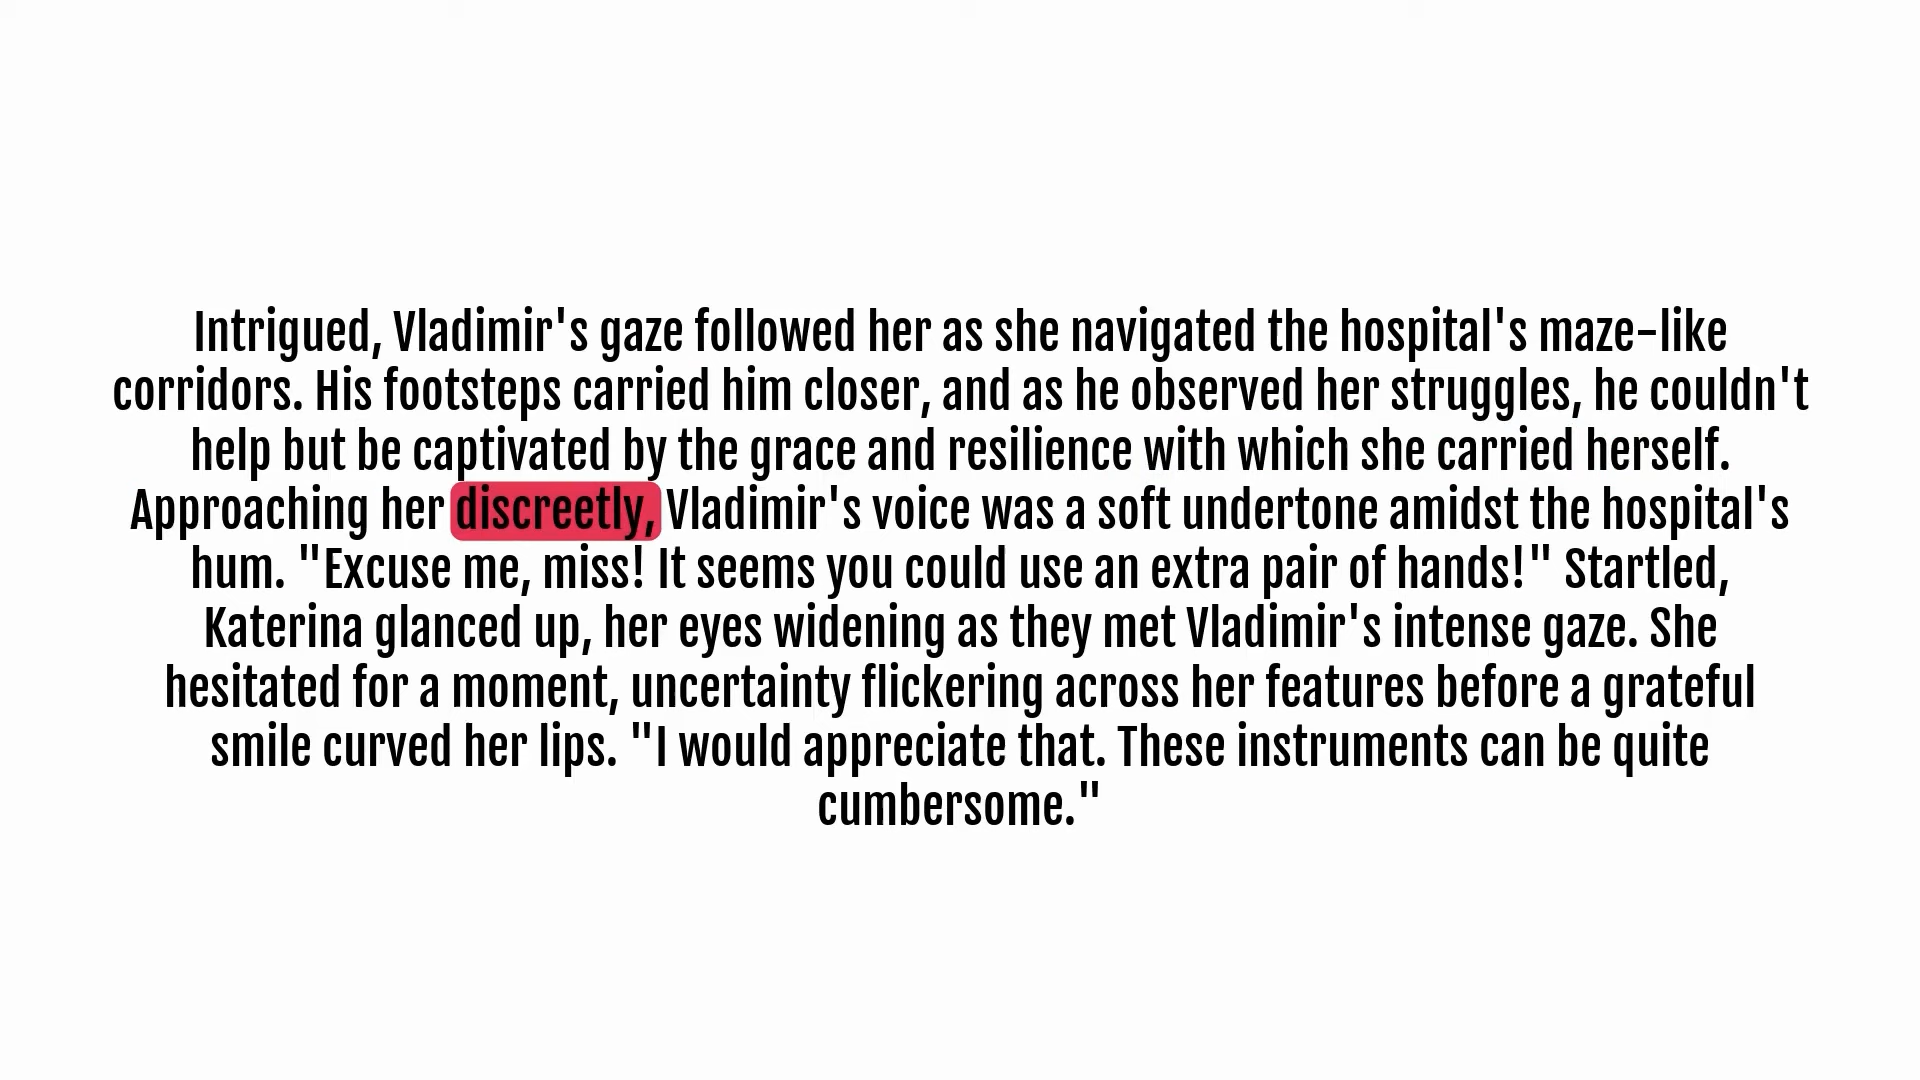 Intrigued, Vladimir's gaze followed her as she navigated the hospital's maze-like
corridors. His footsteps carried him closer, and as he observed her struggles, he couldn't
help but be captivated by the grace and resilience with which she carried herself.
Approaching her discreetly, Vladimir's voice was a soft undertone amidst the hospital's
hum. "Excuse me, miss! It seems you could use an extra pair of hands!" Startled,
Katerina glanced up, her eyes widening as they met Vladimir's intense gaze. She
hesitated for a moment, uncertainty flickering across her features before a grateful
smile curved her lips. "I would appreciate that. These instruments can be quite
cumbersome."